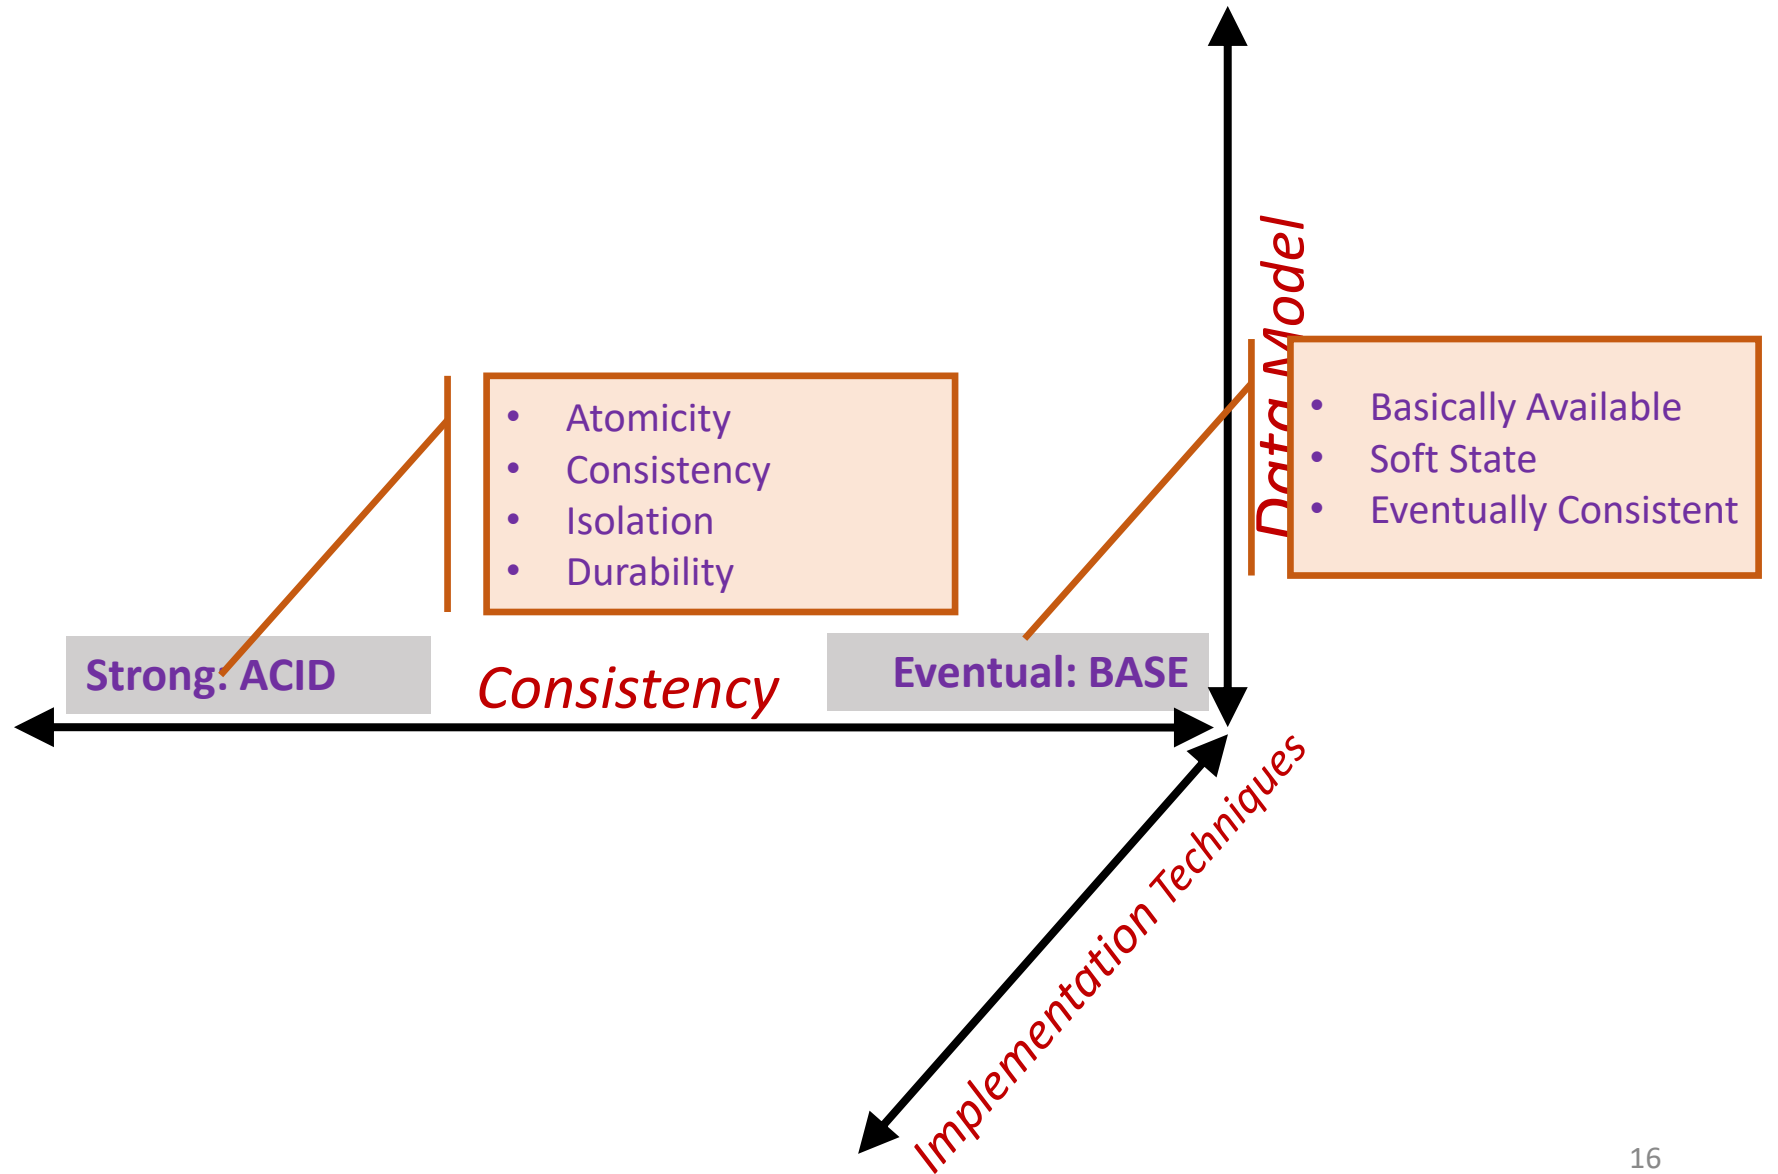 Data Model
• Atomicity
• Consistency
• Isolation
• Durability
• Basically Available
• Soft State
• Eventually Consistent
Strong: ACID
Consistency
Eventual: BASE
Implementation Techniques
16